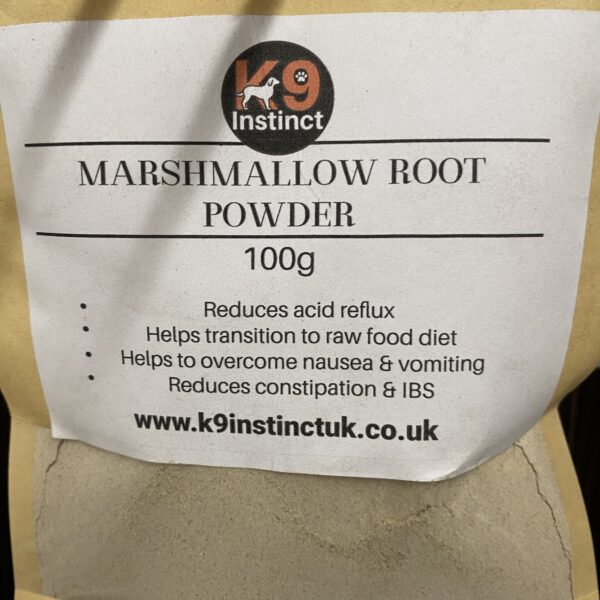 K9
Instinct
MARSHMALLOW ROOT
POWDER
100g
• Reduces acid reflux
• Helps transition to raw food diet
• Helps to overcome nausea & vomiting
• Reduces constipation & IBS
www.k9instinctuk.co.uk